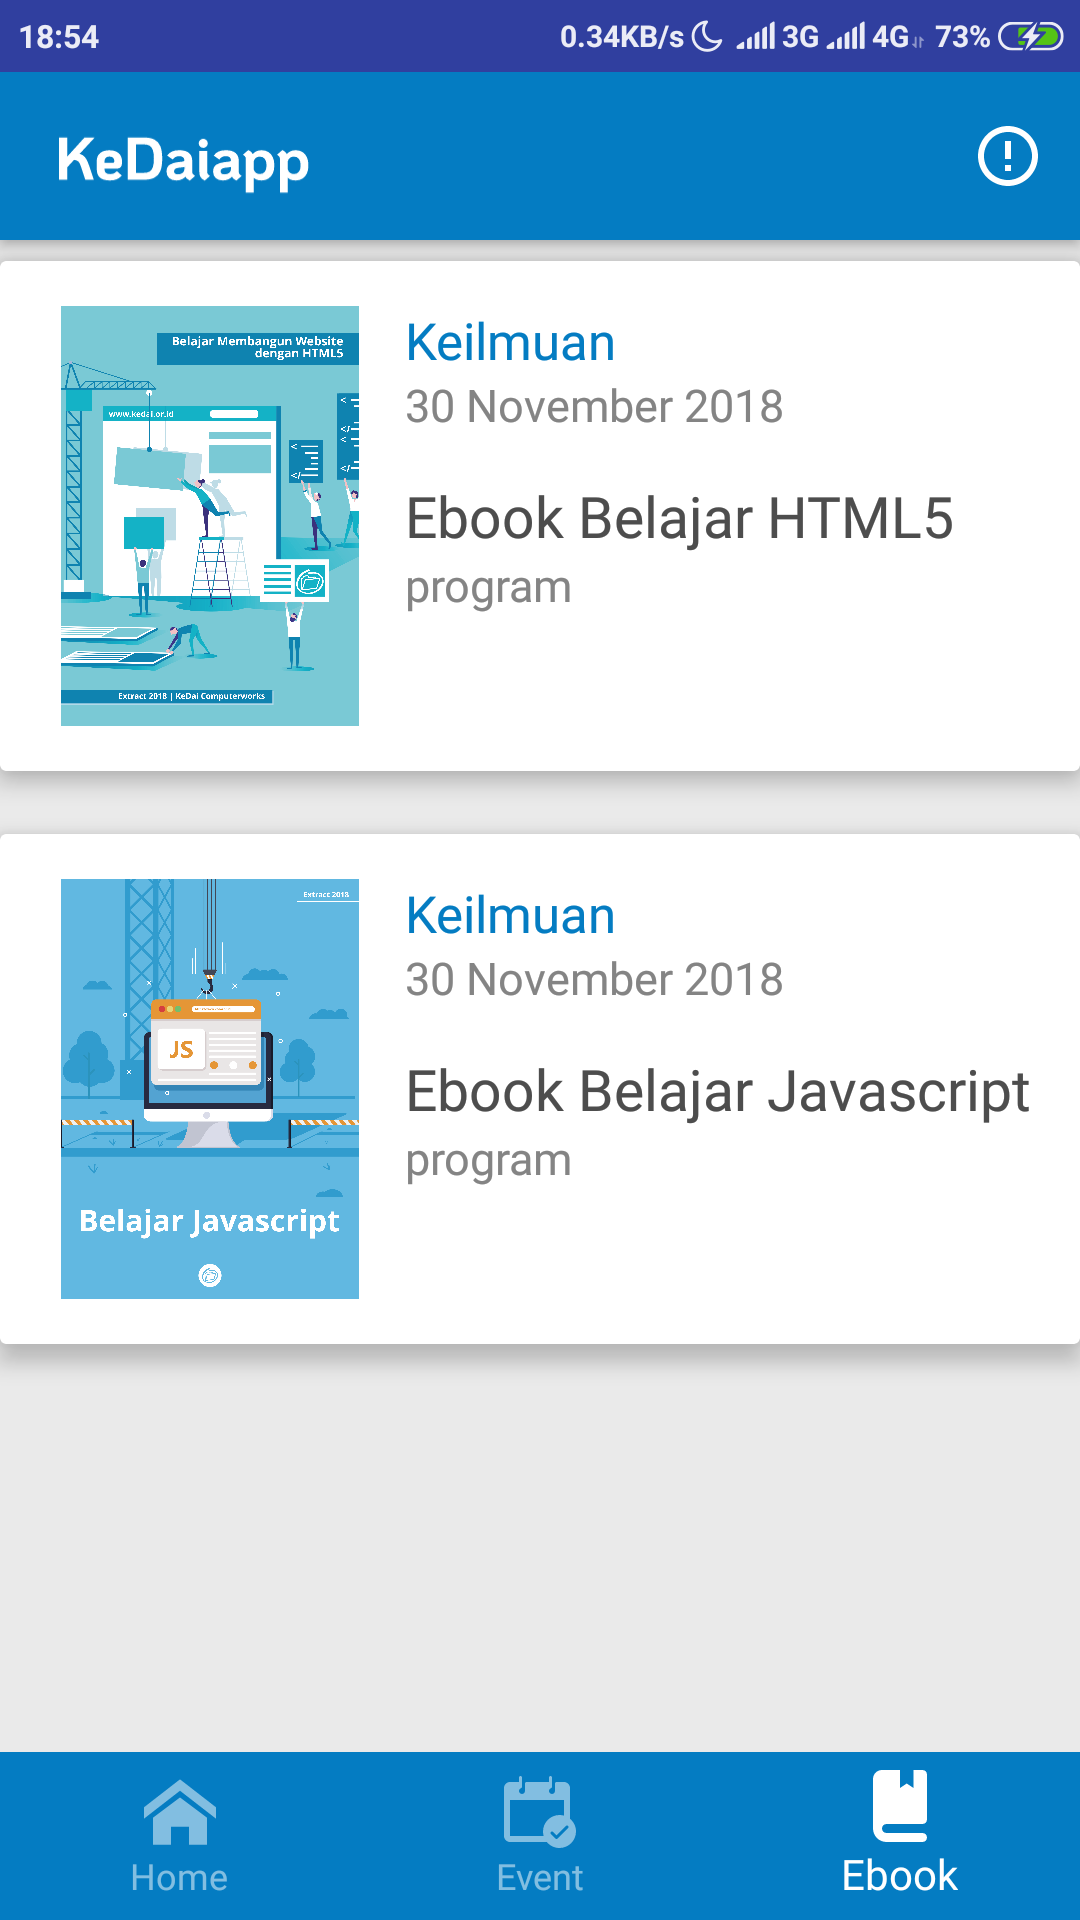 18:54 0.34KB/s 3G 4G 73%
KeDaiapp
Belajar Membangun Website
dengan HTML5
www.kedai.or.id
Extract 2018 | KeDai Computerworks
Keilmuan
30 November 2018
Ebook Belajar HTML5
program
Extract 2018
JS
Belajar Javascript
Keilmuan
30 November 2018
Ebook Belajar Javascript
program
Home
Event
Ebook